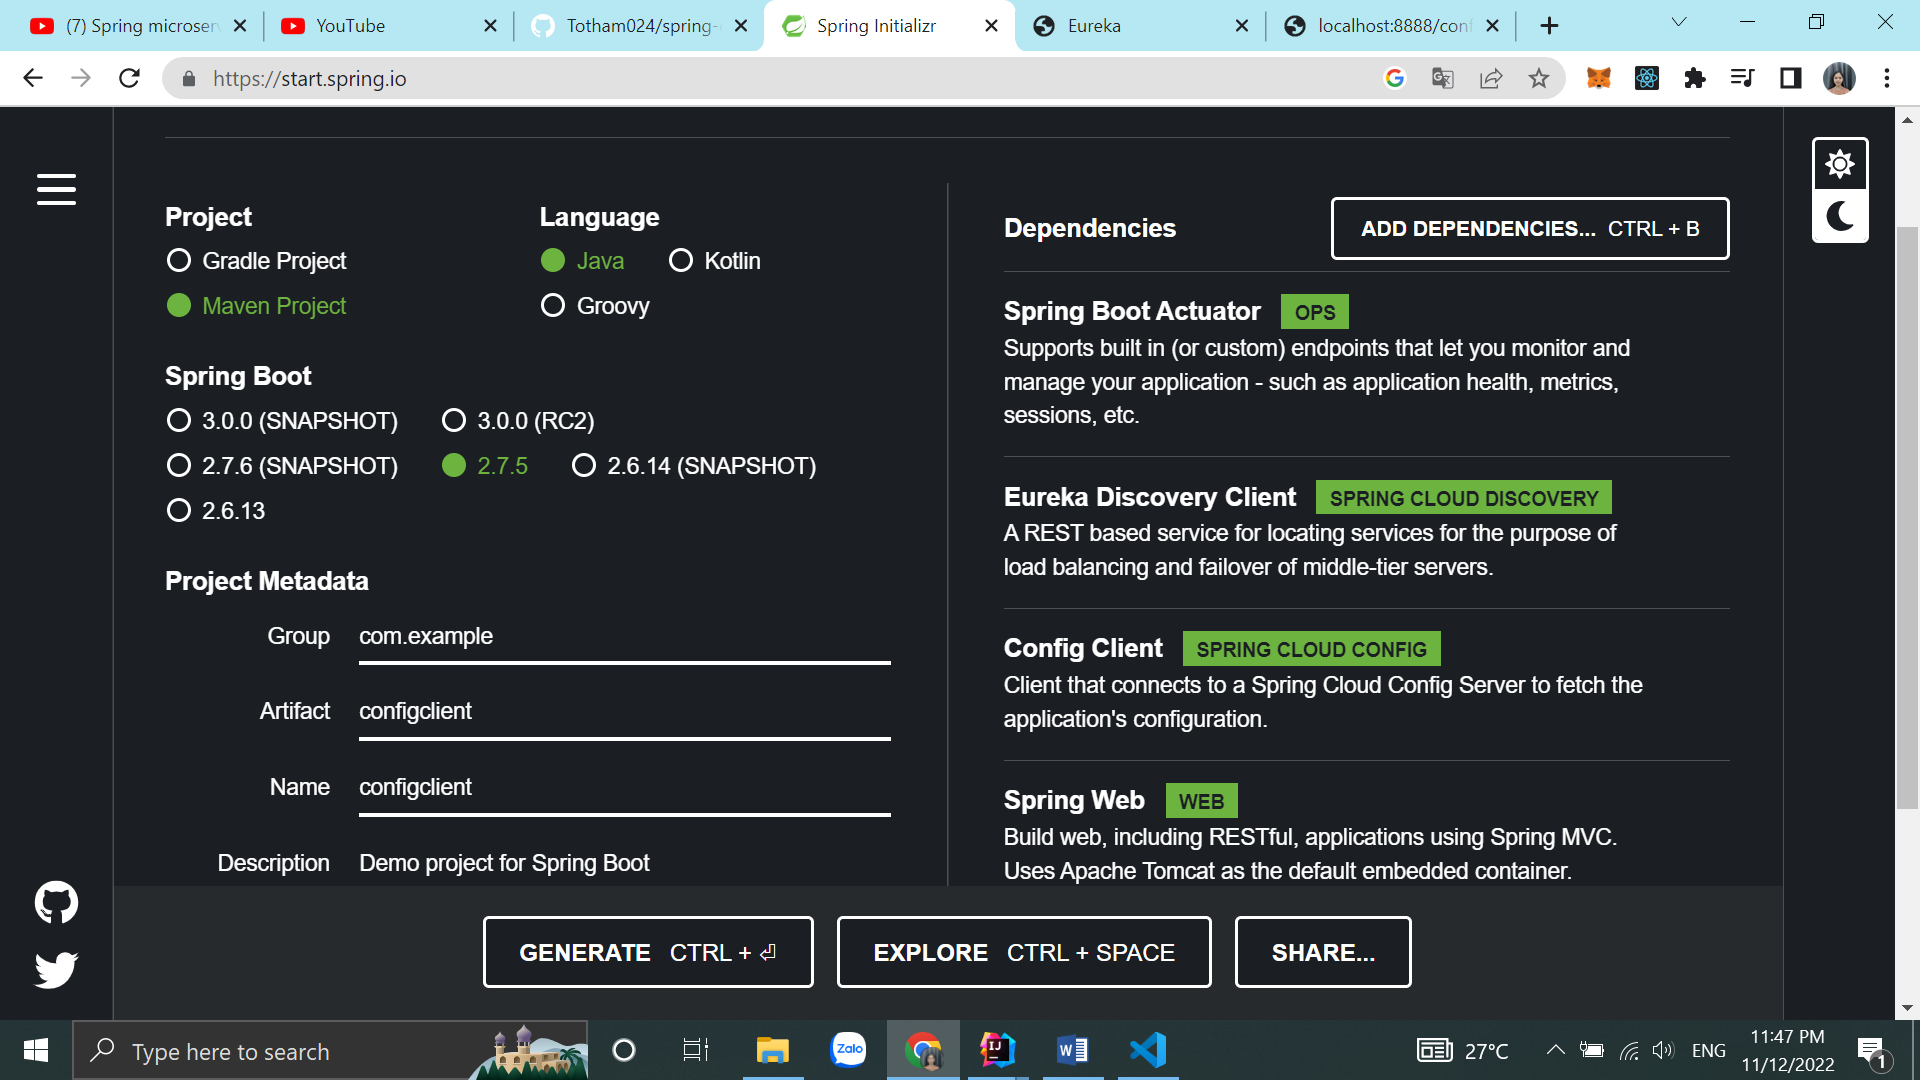 (7) Spring microser
YouTube
Totham024/spring-
Spring Initializr
Eureka
localhost:8888/conf
https://start.spring.io
Project
Gradle Project
Maven Project
Language
Java
Kotlin
Groovy
Spring Boot
3.0.0 (SNAPSHOT)
3.0.0 (RC2)
2.7.6 (SNAPSHOT)
2.7.5
2.6.14 (SNAPSHOT)
2.6.13
Project Metadata
Group com.example
Artifact configclient
Name configclient
Description Demo project for Spring Boot
Dependencies
ADD DEPENDENCIES... CTRL + B
Spring Boot Actuator OPS
Supports built in (or custom) endpoints that let you monitor and
manage your application - such as application health, metrics,
sessions, etc.
Eureka Discovery Client SPRING CLOUD DISCOVERY
A REST based service for locating services for the purpose of
load balancing and failover of middle-tier servers.
Config Client SPRING CLOUD CONFIG
Client that connects to a Spring Cloud Config Server to fetch the
application's configuration.
Spring Web WEB
Build web, including RESTful, applications using Spring MVC.
Uses Apache Tomcat as the default embedded container.
GENERATE CTRL + ⏎
EXPLORE CTRL + SPACE
SHARE...
Type here to search
Zalo
IJ
27°C
ENG
11:47 PM
11/12/2022
1